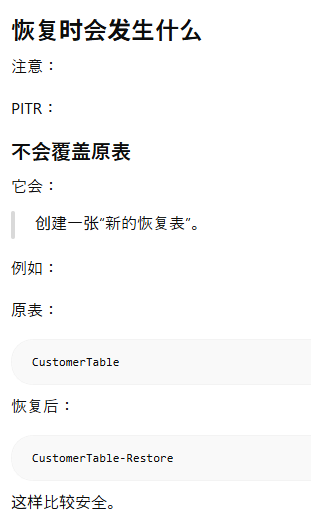 恢复时会发生什么
注意：
PITR：
不会覆盖原表
它会：
创建一张“新的恢复表”。
例如：
原表：
CustomerTable
恢复后：
CustomerTable-Restore
这样比较安全。